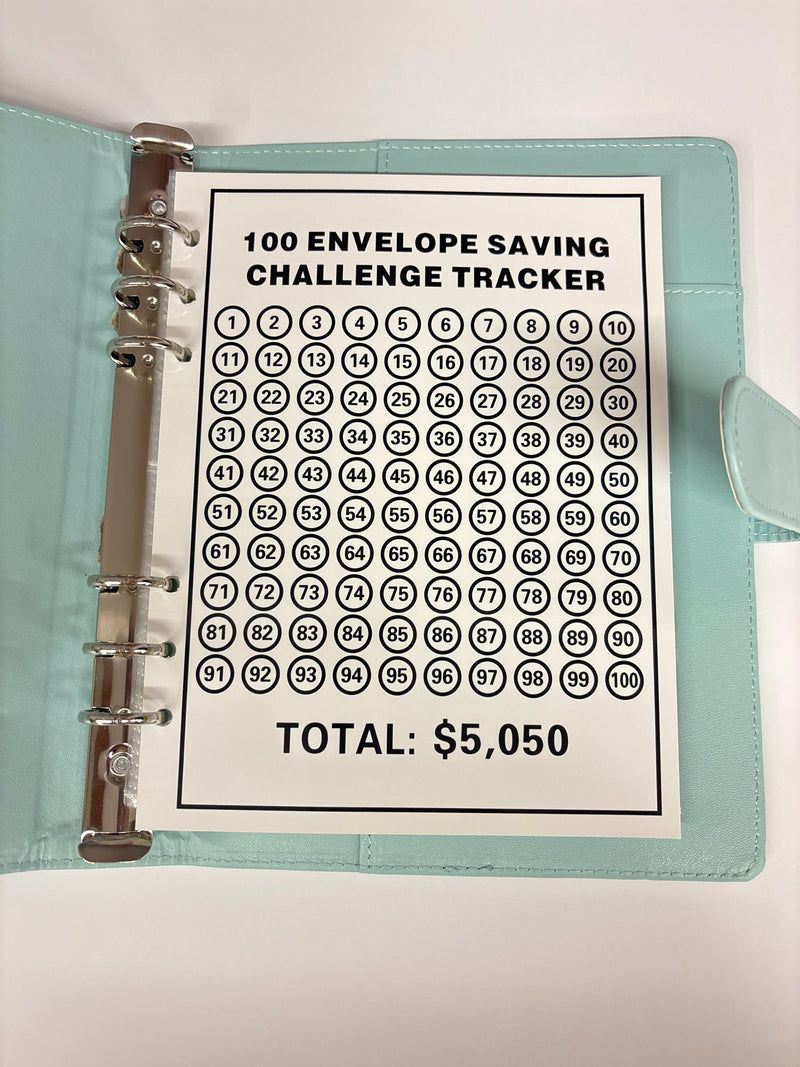 100 ENVELOPE SAVING
CHALLENGE TRACKER
1 2 3 4 5 6 7 8 9 10
11 12 13 14 15 16 17 18 19 20
21 22 23 24 25 26 27 28 29 30
31 32 33 34 35 36 37 38 39 40
41 42 43 44 45 46 47 48 49 50
51 52 53 54 55 56 57 58 59 60
61 62 63 64 65 66 67 68 69 70
71 72 73 74 75 76 77 78 79 80
81 82 83 84 85 86 87 88 89 90
91 92 93 94 95 96 97 98 99 100
TOTAL: $5,050